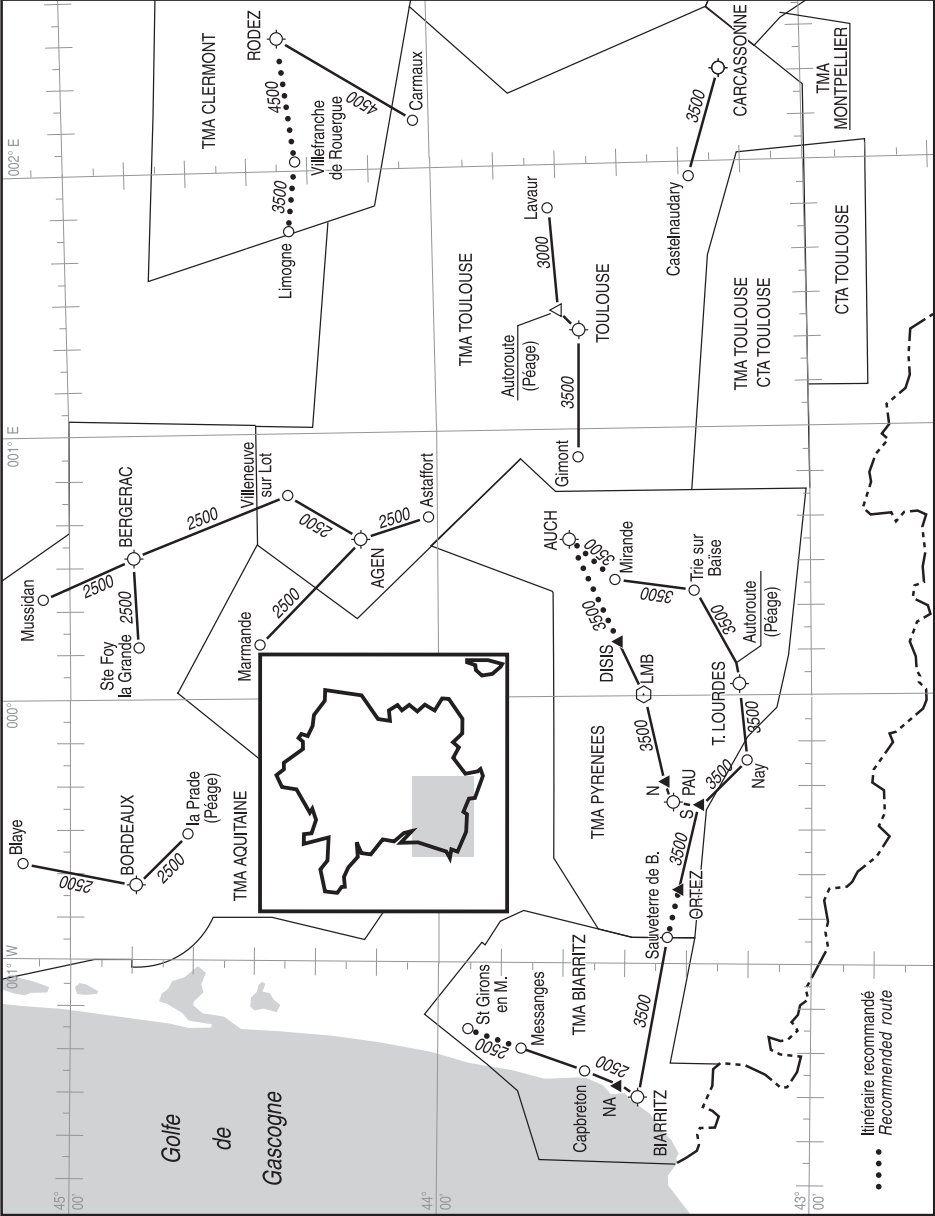 Blaye
2500
BORDEAUX
2500
la Prade
(Péage)
TMA AQUITAINE
Mussidan
2500
BERGERAC
2500
Ste Foy
la Grande
2500
Villeneuve
sur Lot
2500
AGEN
2500
Marmande
2500
Astaffort
TMA CLERMONT
RODEZ
4500
4500
Villefranche
de Rouergue
3500
Limogne
Carmaux
Golfe
de
Gascogne
St Girons
en M.
2500
Messanges
TMA BIARRITZ
Capbreton
2500
NA
BIARRITZ
3500
Sauveterre de B.
ORTEZ
3500
TMA PYRENEES
N
PAU
S
3500
Nay
3500
LMB
DISIS
3500
AUCH
3500
Mirande
3500
Trie sur
Baïse
3500
Autoroute
(Péage)
T. LOURDES
3500
TMA TOULOUSE
Autoroute
(Péage)
Lavaur
3000
TOULOUSE
3500
Gimont
Castelnaudary
3500
CARCASSONNE
TMA
MONTPELLIER
TMA TOULOUSE
CTA TOULOUSE
CTA TOULOUSE
001° W
000°
001° E
002° E
45°
00'
44°
00'
43°
00'
Itinéraire recommandé
Recommended route